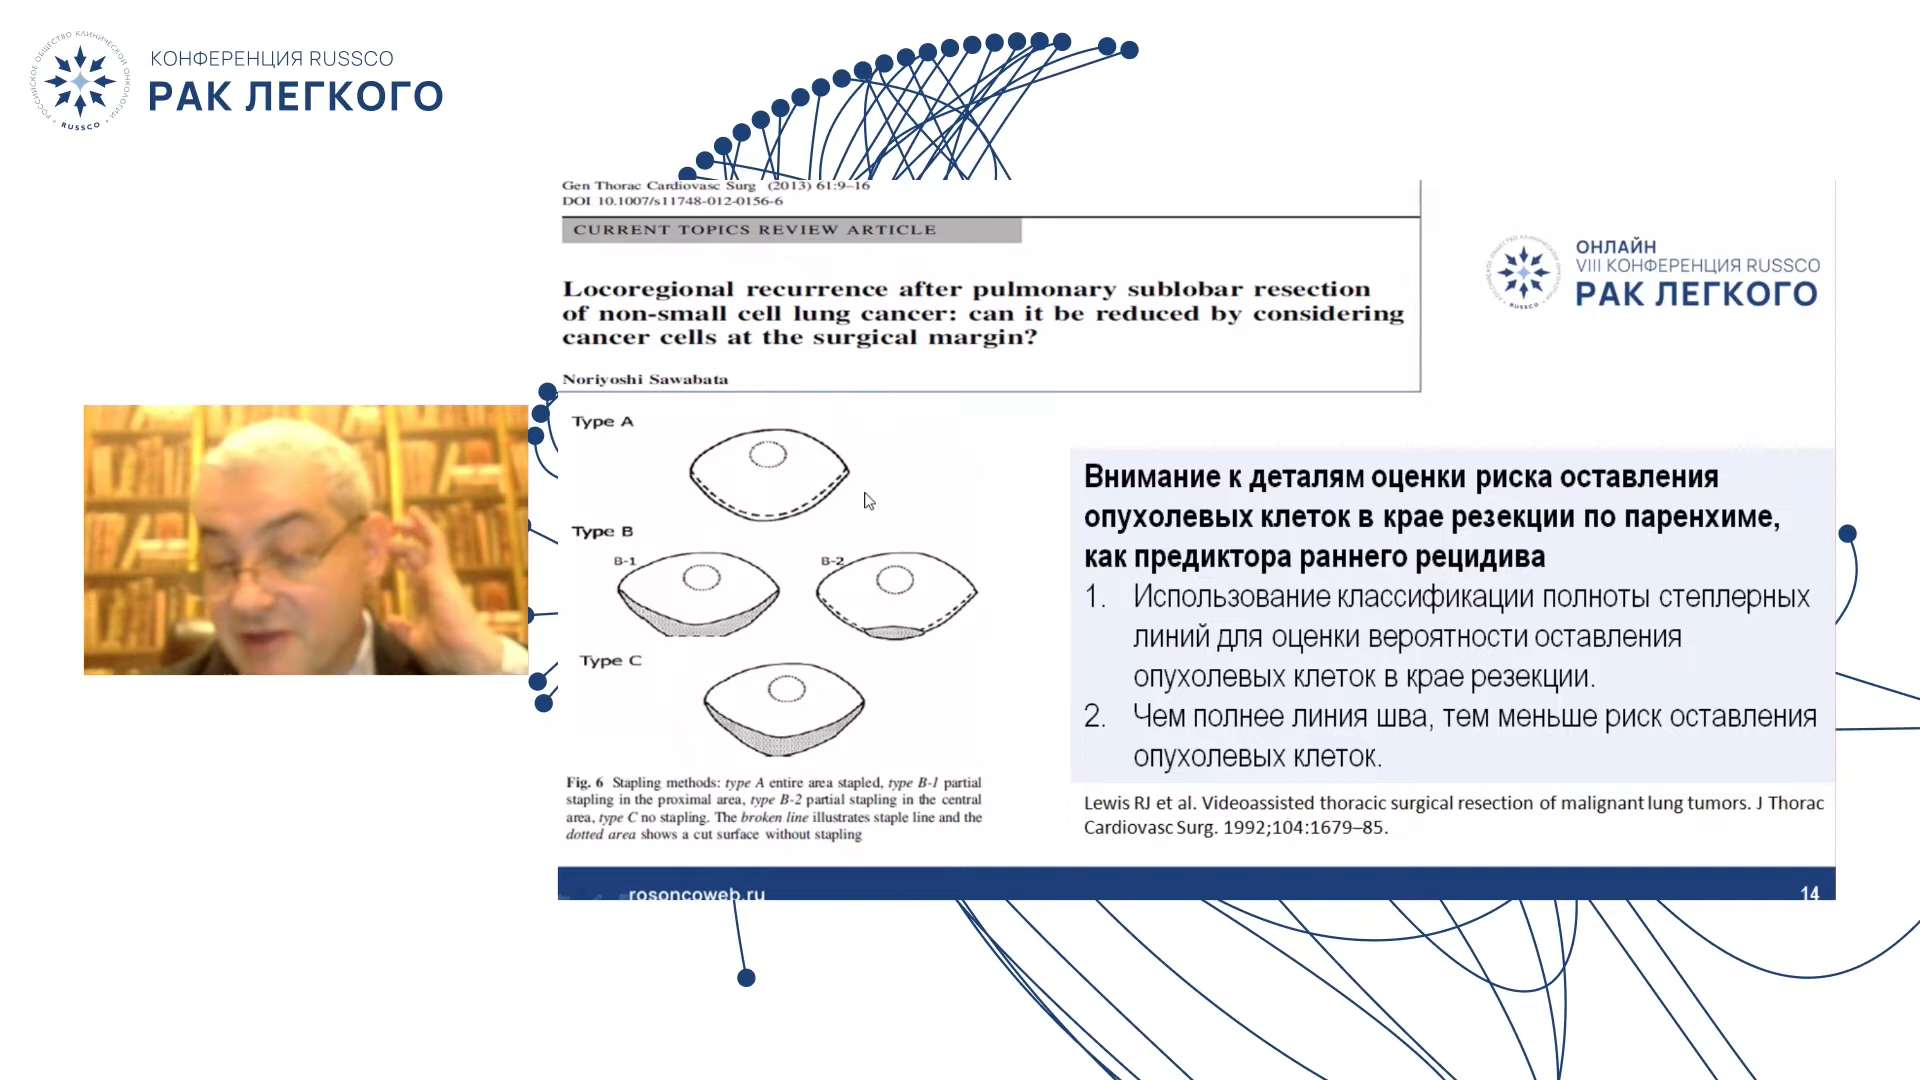 КОНФЕРЕНЦИЯ RUSSCO
РАК ЛЕГКОГО
РОССИЙСКОЕ ОБЩЕСТВО КЛИНИЧЕСКОЙ ОНКОЛОГИИ
RUSSCO
Gen Thorac Cardiovasc Surg (2013) 61:9–16
DOI 10.1007/s11748-012-0156-6
CURRENT TOPICS REVIEW ARTICLE
Locoregional recurrence after pulmonary sublobar resection
of non-small cell lung cancer: can it be reduced by considering
cancer cells at the surgical margin?
Noriyoshi Sawabata
ОНЛАЙН
VIII КОНФЕРЕНЦИЯ RUSSCO
РАК ЛЕГКОГО
Type A
Type B
B-1
B-2
Type C
Fig. 6 Stapling methods: type A entire area stapled, type B-1 partial
stapling in the proximal area, type B-2 partial stapling in the central
area, type C no stapling. The broken line illustrates staple line and the
dotted area shows a cut surface without stapling
Внимание к деталям оценки риска оставления
опухолевых клеток в крае резекции по паренхиме,
как предиктора раннего рецидива
1. Использование классификации полноты степлерных
линий для оценки вероятности оставления
опухолевых клеток в крае резекции.
2. Чем полнее линия шва, тем меньше риск оставления
опухолевых клеток.
Lewis RJ et al. Videoassisted thoracic surgical resection of malignant lung tumors. J Thorac
Cardiovasc Surg. 1992;104:1679–85.
rosoncoweb.ru
14